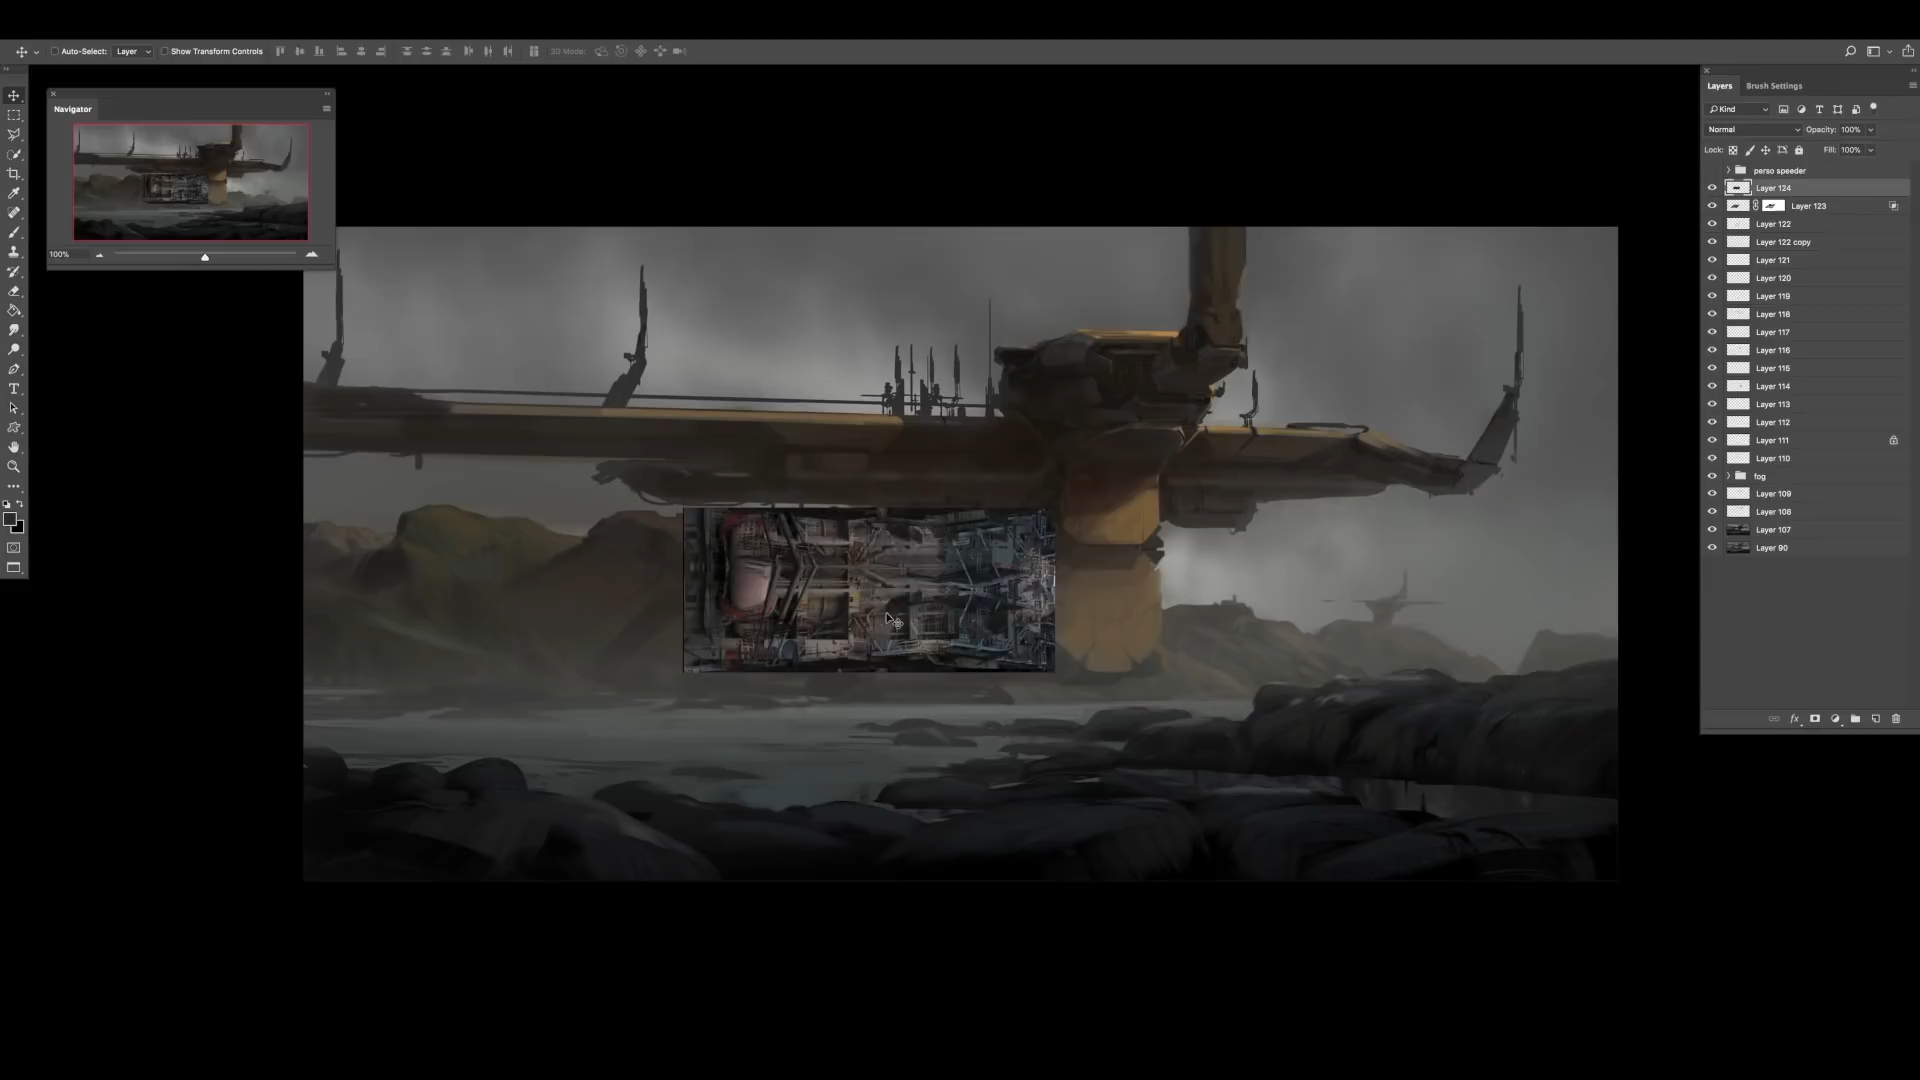 Auto-Select: Layer Show Transform Controls 3D Mode:
Navigator
100%
Layers Brush Settings
Kind
Normal Opacity: 100%
Lock: Fill: 100%
perso speeder
Layer 124
Layer 123
Layer 122
Layer 122 copy
Layer 121
Layer 120
Layer 119
Layer 118
Layer 117
Layer 116
Layer 115
Layer 114
Layer 113
Layer 112
Layer 111
Layer 110
fog
Layer 109
Layer 108
Layer 107
Layer 90
fx